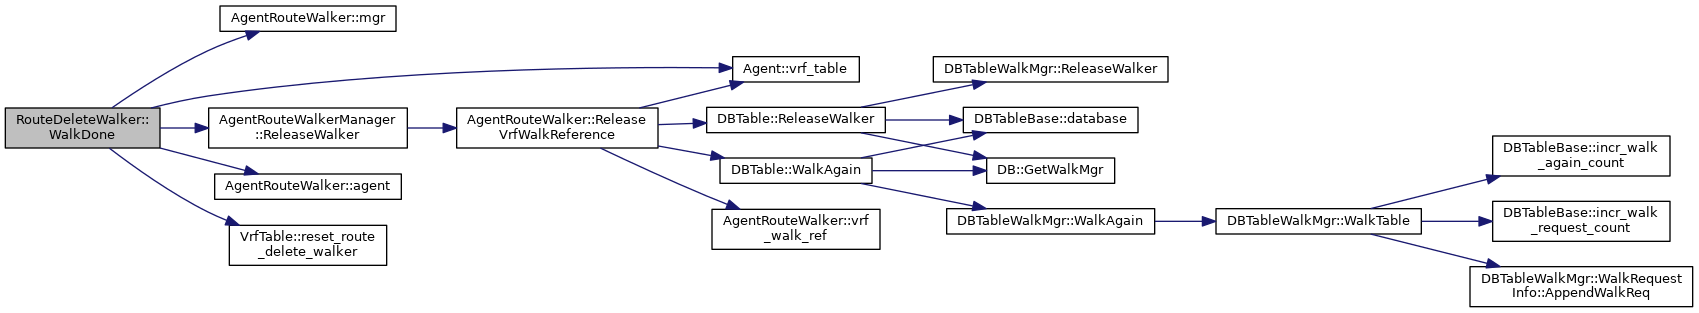 AgentRouteWalker::mgr
Agent::vrf_table
DBTableWalkMgr::ReleaseWalker
RouteDeleteWalker::
WalkDone
AgentRouteWalkerManager
::ReleaseWalker
AgentRouteWalker::Release
VrfWalkReference
DBTable::ReleaseWalker
DBTableBase::database
DBTableBase::incr_walk
_again_count
DBTable::WalkAgain
DB::GetWalkMgr
AgentRouteWalker::agent
AgentRouteWalker::vrf
_walk_ref
DBTableWalkMgr::WalkAgain
DBTableWalkMgr::WalkTable
DBTableBase::incr_walk
_request_count
VrfTable::reset_route
_delete_walker
DBTableWalkMgr::WalkRequest
Info::AppendWalkReq